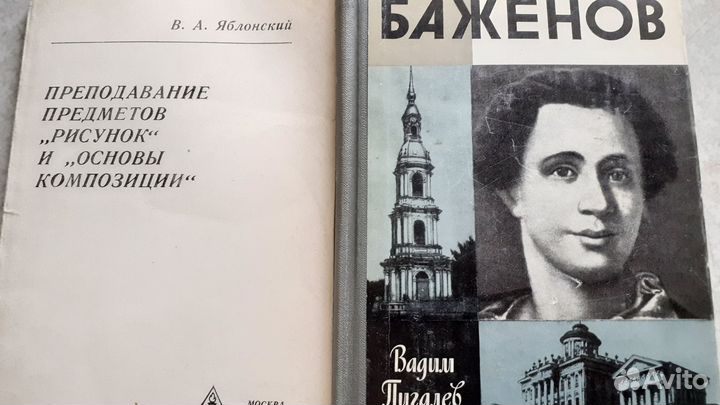 В. А. Яблонский
ПРЕПОДАВАНИЕ
ПРЕДМЕТОВ
„РИСУНОК“
И „ОСНОВЫ
КОМПОЗИЦИИ“
МОСКВА
БАЖЕНОВ
Вадим
Пигалев
Avito